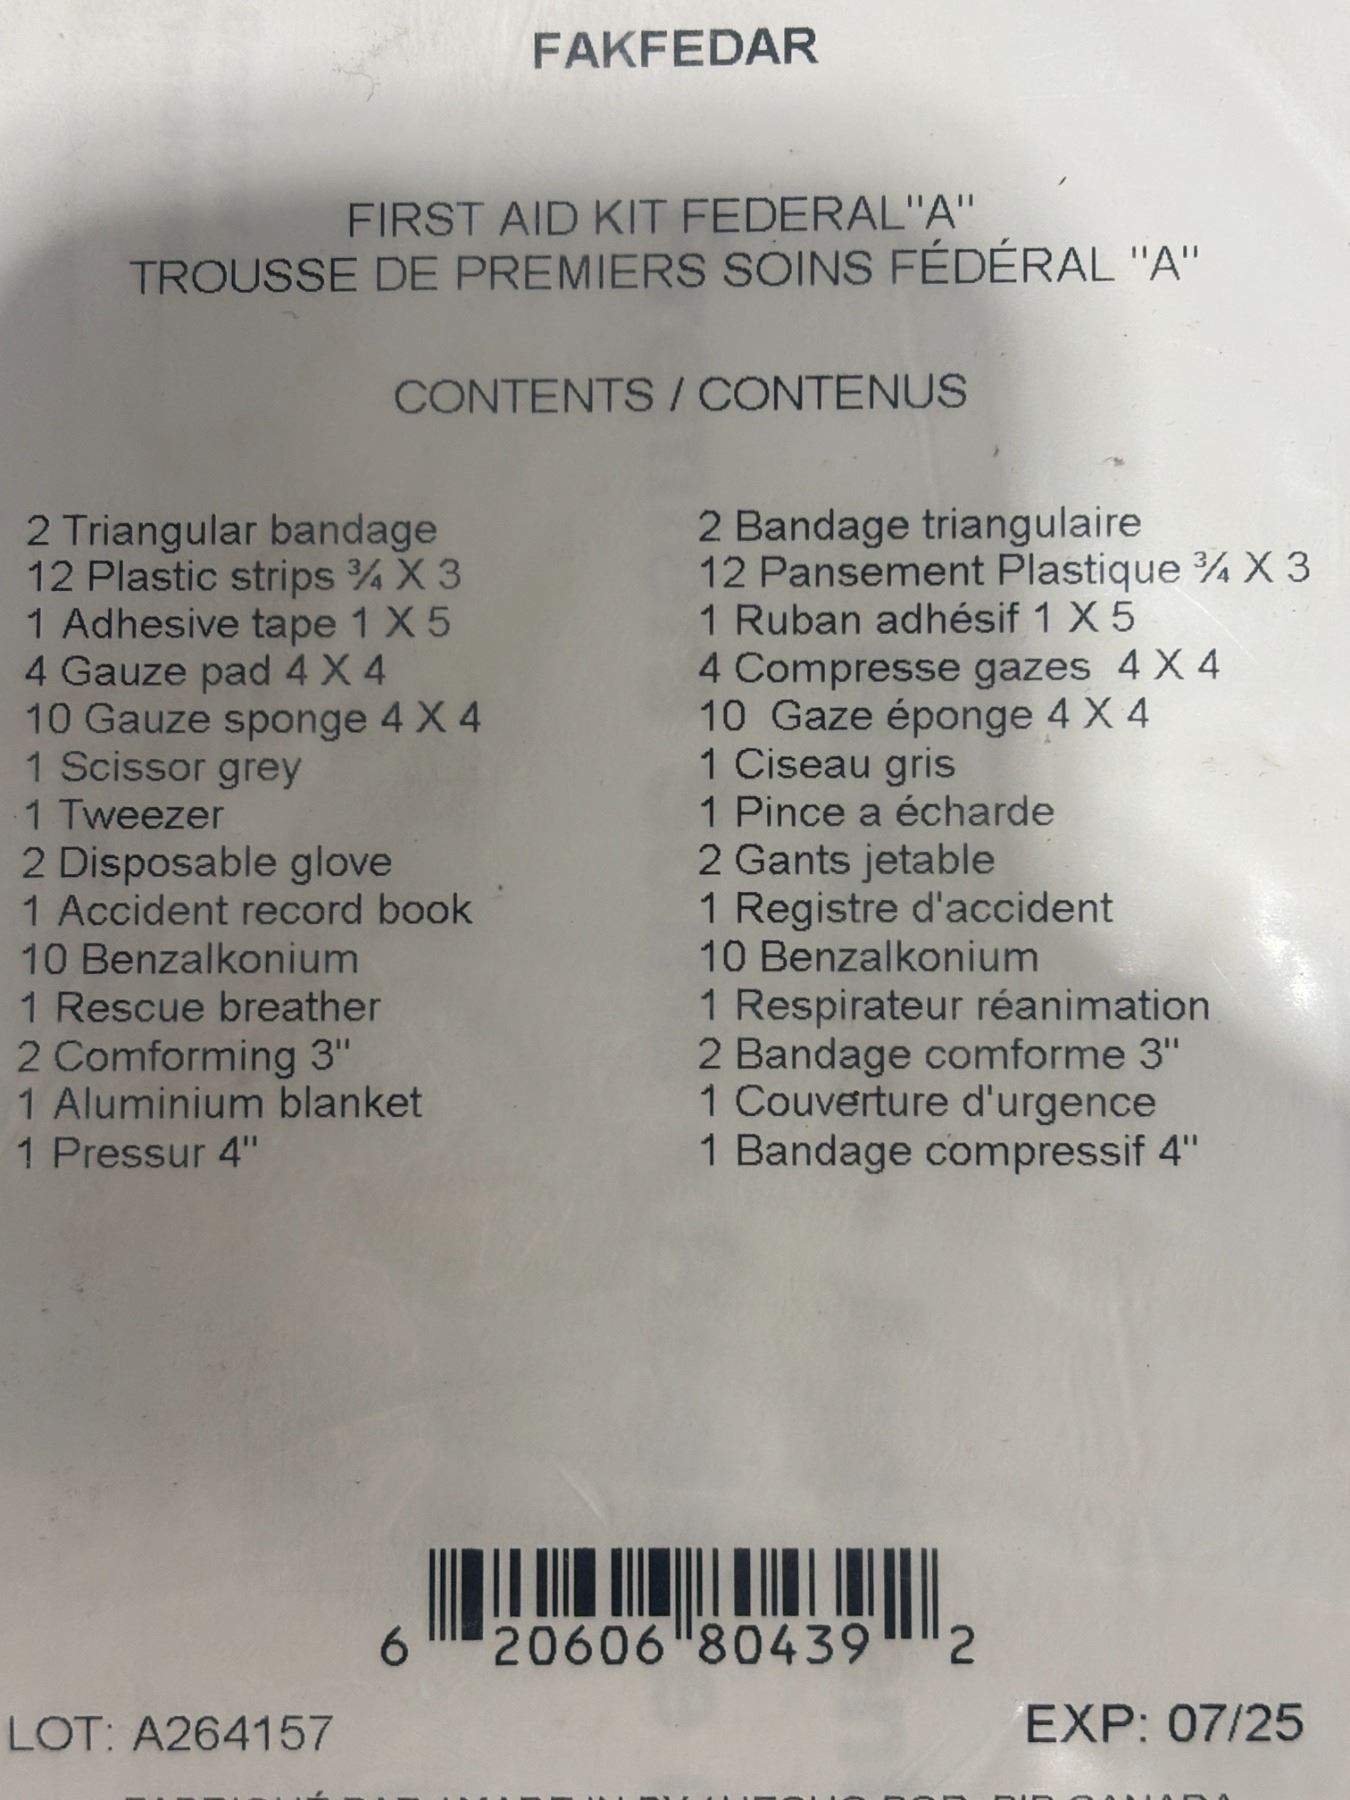 FAKFEDAR
FIRST AID KIT FEDERAL"A"
TROUSSE DE PREMIERS SOINS FÉDÉRAL "A"
CONTENTS / CONTENUS
2 Triangular bandage
12 Plastic strips ¾ X 3
1 Adhesive tape 1 X 5
4 Gauze pad 4 X 4
10 Gauze sponge 4 X 4
1 Scissor grey
1 Tweezer
2 Disposable glove
1 Accident record book
10 Benzalkonium
1 Rescue breather
2 Comforming 3"
1 Aluminium blanket
1 Pressur 4"
2 Bandage triangulaire
12 Pansement Plastique ¾ X 3
1 Ruban adhésif 1 X 5
4 Compresse gazes 4 X 4
10 Gaze éponge 4 X 4
1 Ciseau gris
1 Pince a écharde
2 Gants jetable
1 Registre d'accident
10 Benzalkonium
1 Respirateur réanimation
2 Bandage comforme 3"
1 Couverture d'urgence
1 Bandage compressif 4"
6 20606 80439 2
LOT: A264157
EXP: 07/25